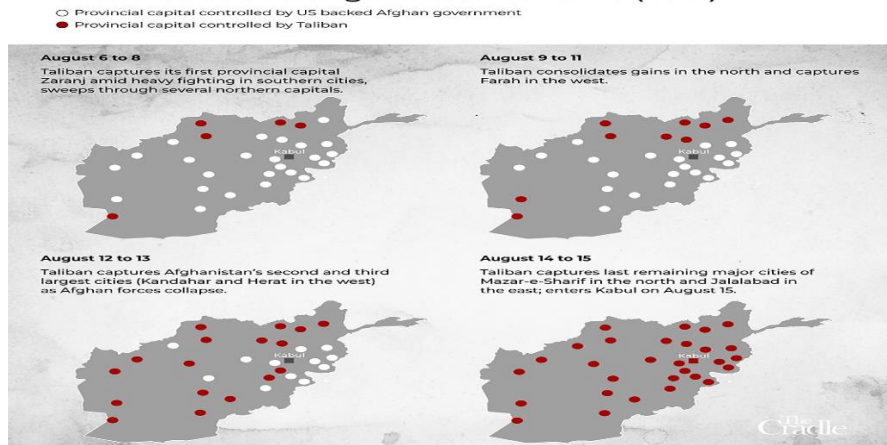 Provincial capital controlled by US backed Afghan government
Provincial capital controlled by Taliban
August 6 to 8
Taliban captures its first provincial capital
Zaranj amid heavy fighting in southern cities,
sweeps through several northern capitals.
Kabul
August 9 to 11
Taliban consolidates gains in the north and captures
Farah in the west.
Kabul
August 12 to 13
Taliban captures Afghanistan's second and third
largest cities (Kandahar and Herat in the west)
as Afghan forces collapse.
Kabul
August 14 to 15
Taliban captures last remaining major cities of
Mazar-e-Sharif in the north and Jalalabad in
the east; enters Kabul on August 15.
Kabul
The
Cradle